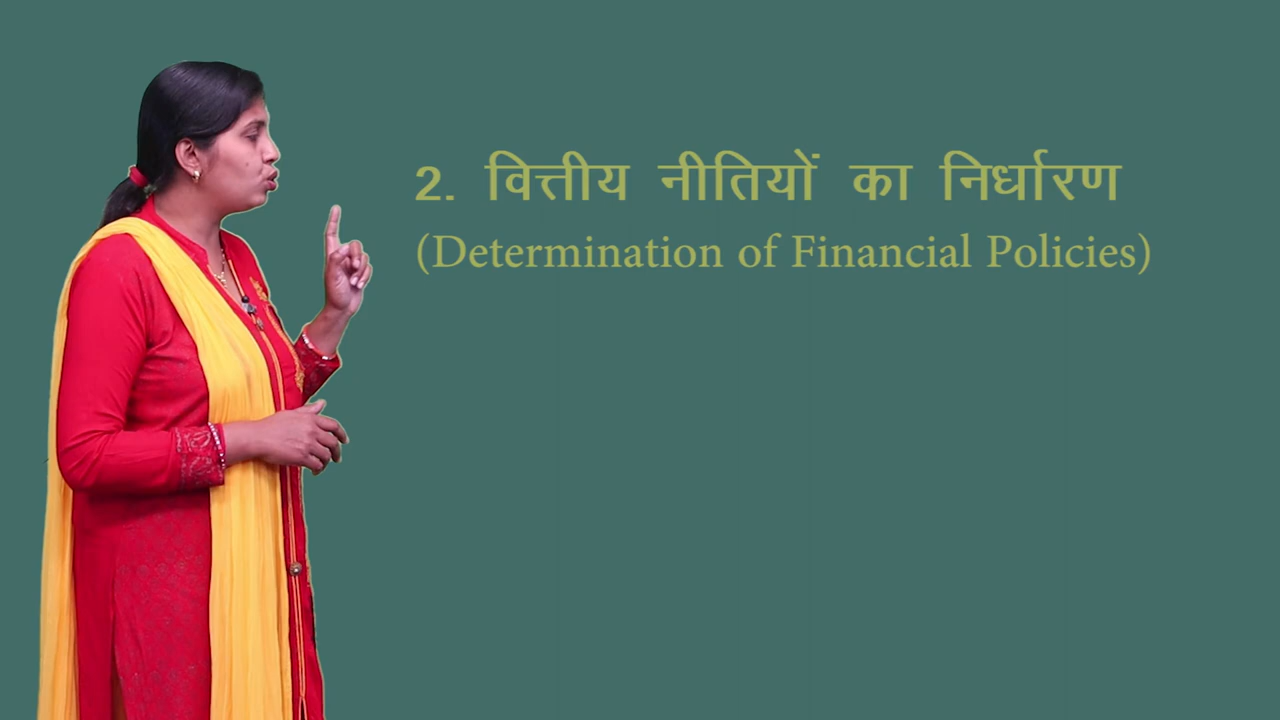 2. वित्तीय नीतियों का निर्धारण
(Determination of Financial Policies)